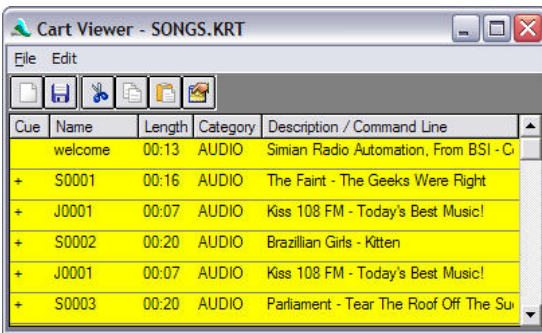 Cart Viewer - SONGS.KRT
File Edit
Cue Name Length Category Description / Command Line
welcome 00:13 AUDIO Simian Radio Automation, From BSI -
+ S0001 00:16 AUDIO The Faint - The Geeks Were Right
+ J0001 00:07 AUDIO Kiss 108 FM - Today's Best Music!
+ S0002 00:20 AUDIO Brazillian Girls - Kitten
+ J0001 00:07 AUDIO Kiss 108 FM - Today's Best Music!
+ S0003 00:20 AUDIO Parliament - Tear The Roof Off The